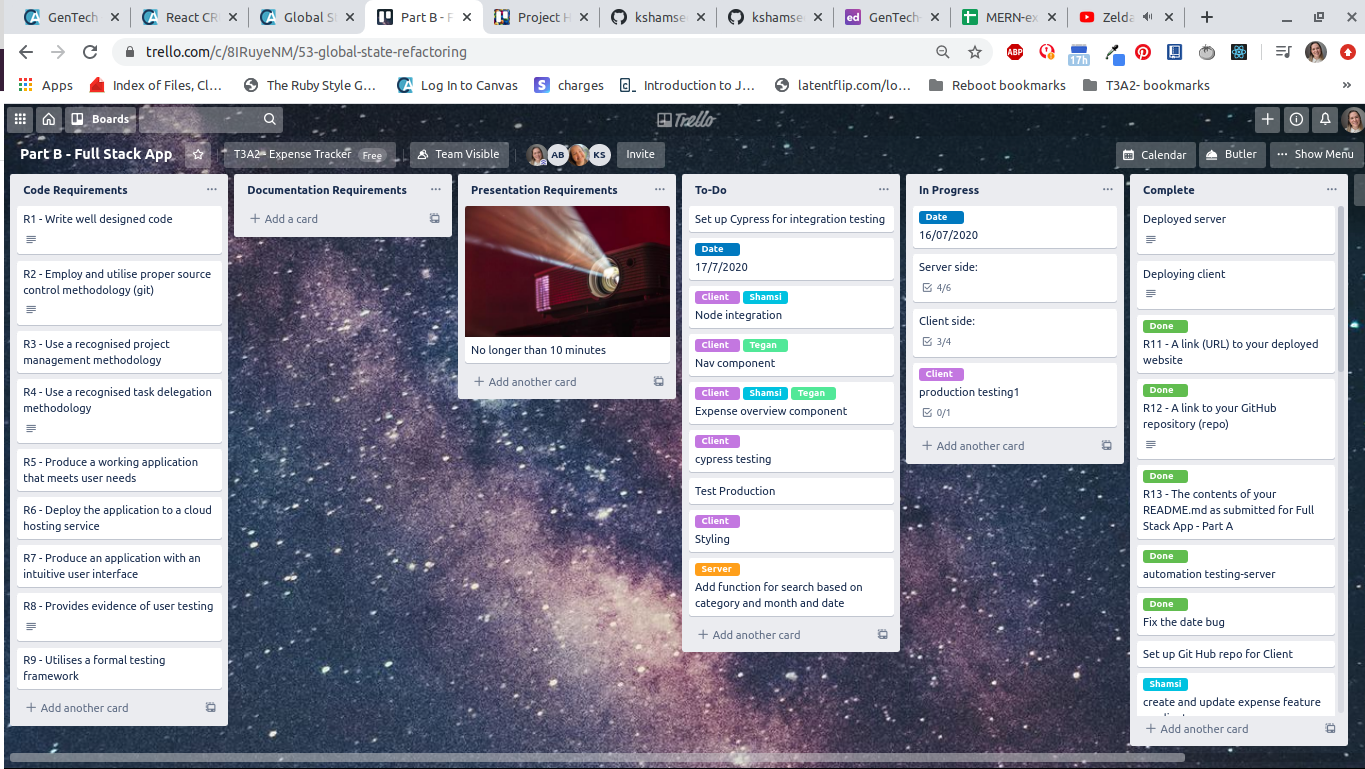 GenTech
React CR
Global S
Part B - F
Project H
kshamse
kshamse
GenTech
MERN-ex
Zelda
trello.com/c/8IRuyeNM/53-global-state-refactoring
ABP
17h
Apps
Index of Files, Cl...
The Ruby Style G...
Log In to Canvas
charges
Introduction to J...
latentflip.com/lo...
Reboot bookmarks
T3A2- bookmarks
Boards
Trello
Part B - Full Stack App
T3A2- Expense Tracker Free
Team Visible
AB
KS
Invite
Calendar
Butler
Show Menu
Code Requirements
R1 - Write well designed code
R2 - Employ and utilise proper source
control methodology (git)
R3 - Use a recognised project
management methodology
R4 - Use a recognised task delegation
methodology
R5 - Produce a working application
that meets user needs
R6 - Deploy the application to a cloud
hosting service
R7 - Produce an application with an
intuitive user interface
R8 - Provides evidence of user testing
R9 - Utilises a formal testing
framework
+ Add another card
Documentation Requirements
+ Add a card
Presentation Requirements
No longer than 10 minutes
+ Add another card
To-Do
Set up Cypress for integration testing
Date
17/7/2020
Client Shamsi
Node integration
Client Tegan
Nav component
Client Shamsi Tegan
Expense overview component
Client
cypress testing
Test Production
Client
Styling
Server
Add function for search based on
category and month and date
+ Add another card
In Progress
Date
16/07/2020
Server side:
4/6
Client side:
3/4
Client
production testing1
0/1
+ Add another card
Complete
Deployed server
Deploying client
Done
R11 - A link (URL) to your deployed
website
Done
R12 - A link to your GitHub
repository (repo)
Done
R13 - The contents of your
README.md as submitted for Full
Stack App - Part A
Done
automation testing-server
Done
Fix the date bug
Set up Git Hub repo for Client
Shamsi
create and update expense feature
+ Add another card